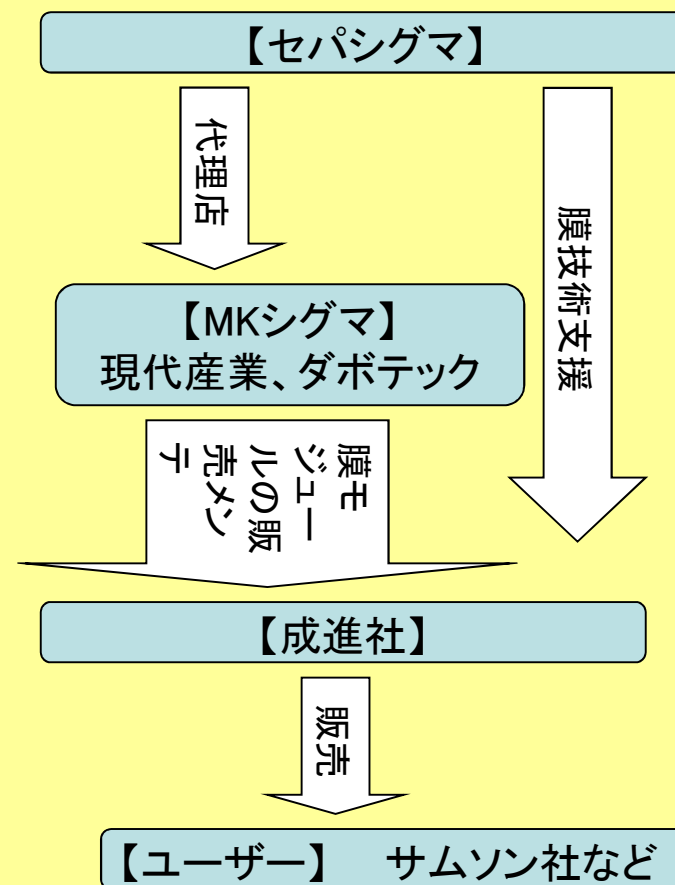 【セパシグマ】
代理店
膜技術支援
【MKシグマ】
現代産業、ダボテック
膜モ
ジュー
ルの販
売メン
テ
【成進社】
販売
【ユーザー】　サムソン社など